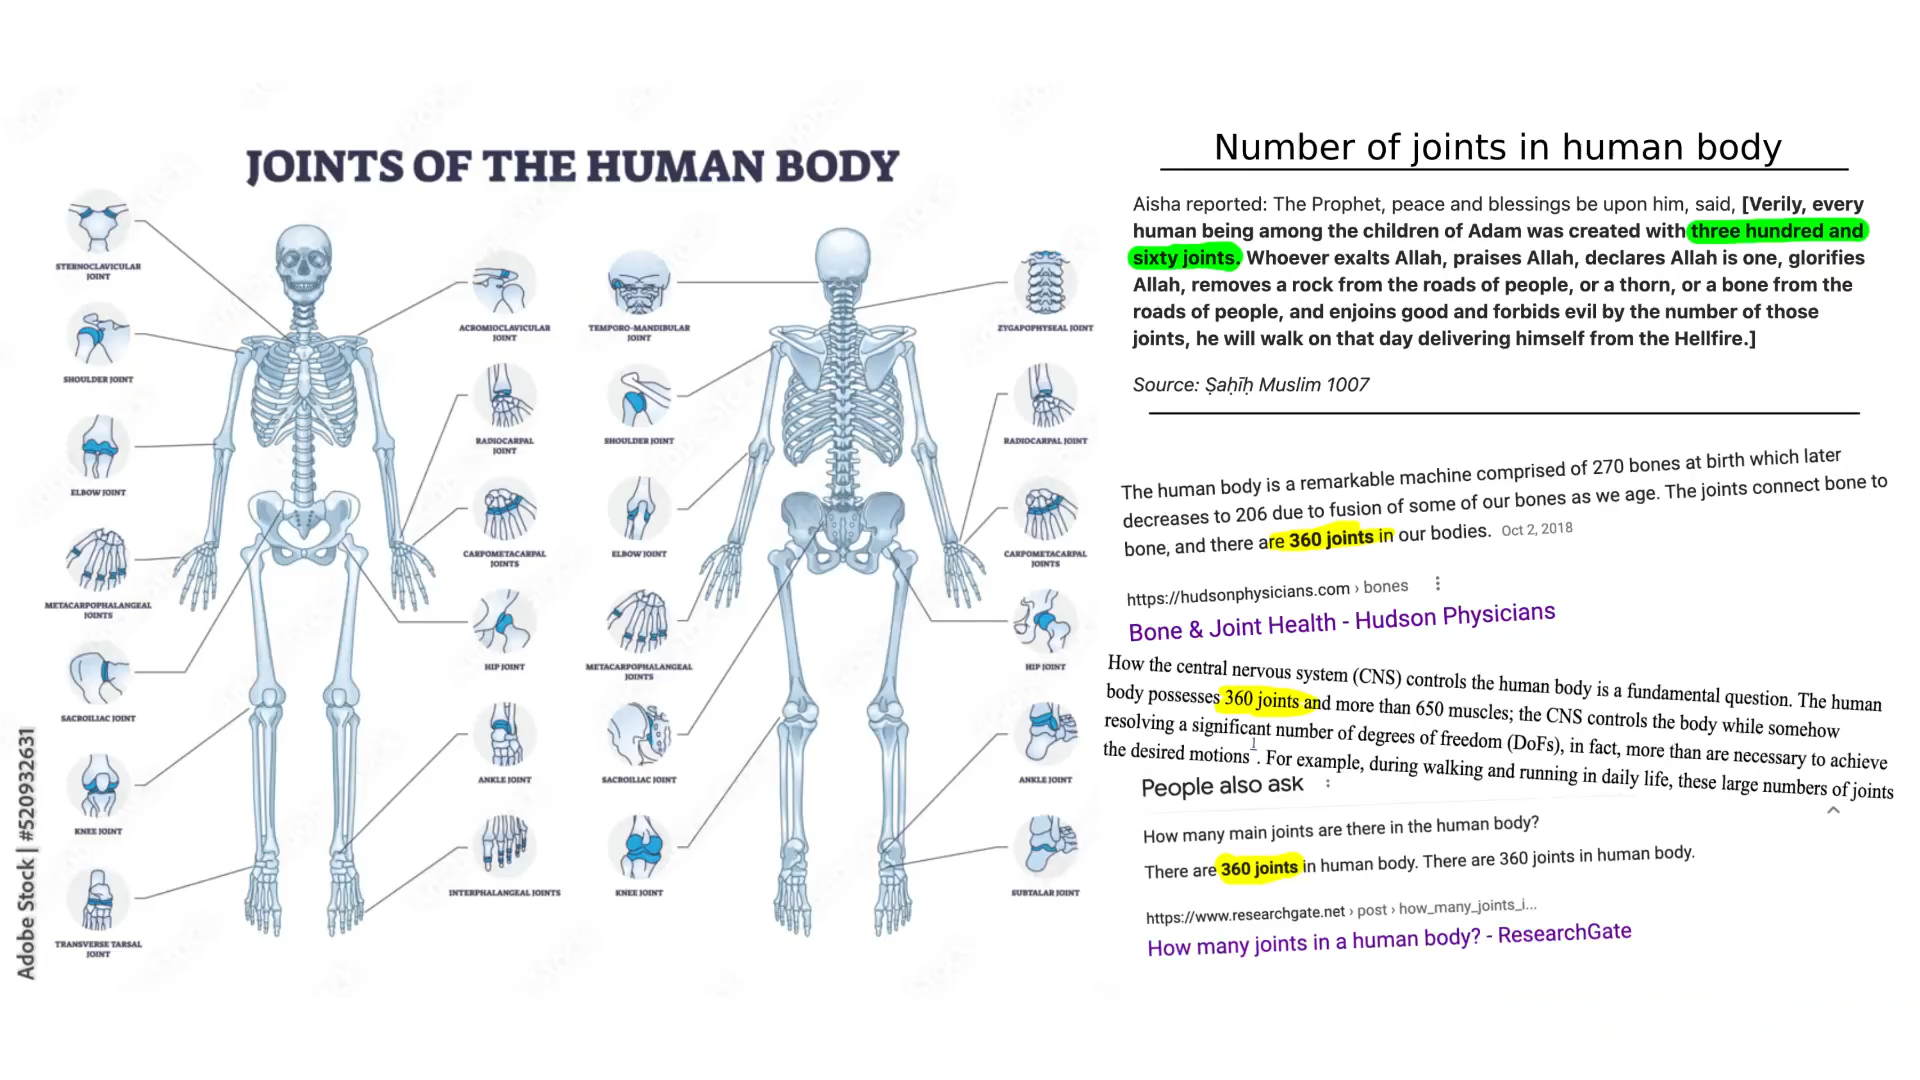 JOINTS OF THE HUMAN BODY
STERNOCLAVICULAR
JOINT
SHOULDER JOINT
ELBOW JOINT
METACARPOPHALANGEAL
JOINTS
SACROILIAC JOINT
KNEE JOINT
TRANSVERSE TARSAL
JOINT
ACROMIOCLAVICULAR
JOINT
RADIOCARPAL
JOINT
CARPOMETACARPAL
JOINTS
HIP JOINT
ANKLE JOINT
INTERPHALANGEAL JOINTS
TEMPORO-MANDIBULAR
JOINT
SHOULDER JOINT
ELBOW JOINT
METACARPOPHALANGEAL
JOINTS
SACROILIAC JOINT
KNEE JOINT
ZYGAPOPHYSEAL JOINT
RADIOCARPAL JOINT
CARPOMETACARPAL
JOINTS
HIP JOINT
ANKLE JOINT
SUBTALAR JOINT
Adobe Stock | #520932631
Number of joints in human body
Aisha reported: The Prophet, peace and blessings be upon him, said, [Verily, every
human being among the children of Adam was created with three hundred and
sixty joints. Whoever exalts Allah, praises Allah, declares Allah is one, glorifies
Allah, removes a rock from the roads of people, or a thorn, or a bone from the
roads of people, and enjoins good and forbids evil by the number of those
joints, he will walk on that day delivering himself from the Hellfire.]
Source: Ṣaḥīḥ Muslim 1007
The human body is a remarkable machine comprised of 270 bones at birth which later
decreases to 206 due to fusion of some of our bones as we age. The joints connect bone to
bone, and there are 360 joints in our bodies. Oct 2, 2018
https://hudsonphysicians.com › bones
Bone & Joint Health - Hudson Physicians
How the central nervous system (CNS) controls the human body is a fundamental question. The human
body possesses 360 joints and more than 650 muscles; the CNS controls the body while somehow
resolving a significant number of degrees of freedom (DoFs), in fact, more than are necessary to achieve
the desired motions1. For example, during walking and running in daily life, these large numbers of joints
People also ask
How many main joints are there in the human body?
There are 360 joints in human body. There are 360 joints in human body.
https://www.researchgate.net › post › how_many_joints_i...
How many joints in a human body? - ResearchGate